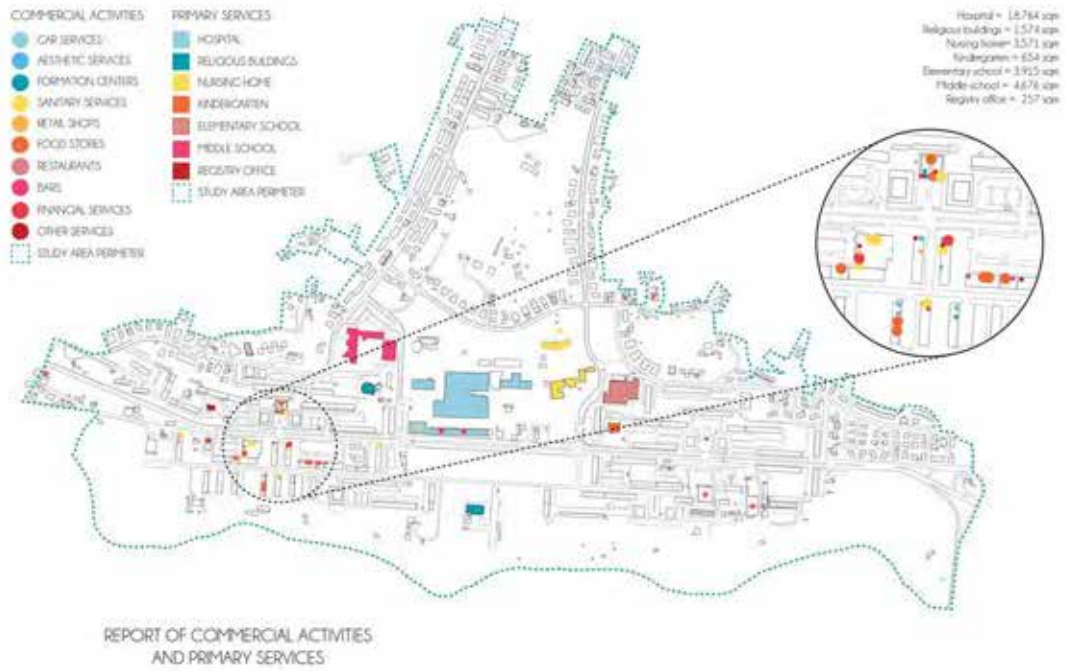 COMMERCIAL ACTIVITIES
CAR SERVICES
AESTHETIC SERVICES
FORMATION CENTERS
SANITARY SERVICES
RETAIL SHOPS
FOOD STORES
RESTAURANTS
BARS
FINANCIAL SERVICES
OTHER SERVICES
STUDY AREA PERIMETER
PRIMARY SERVICES
HOSPITAL
RELIGIOUS BUILDINGS
NURSING HOME
KINDERGARTEN
ELEMENTARY SCHOOL
MIDDLE SCHOOL
REGISTRY OFFICE
STUDY AREA PERIMETER
Hospital = 18,764 sqm
Religious buildings = 1,574 sqm
Nursing home= 3,571 sqm
Kindergarten = 654 sqm
Elementary school = 3,915 sqm
Middle school = 4,676 sqm
Registry office = 257 sqm
REPORT OF COMMERCIAL ACTIVITIES
AND PRIMARY SERVICES